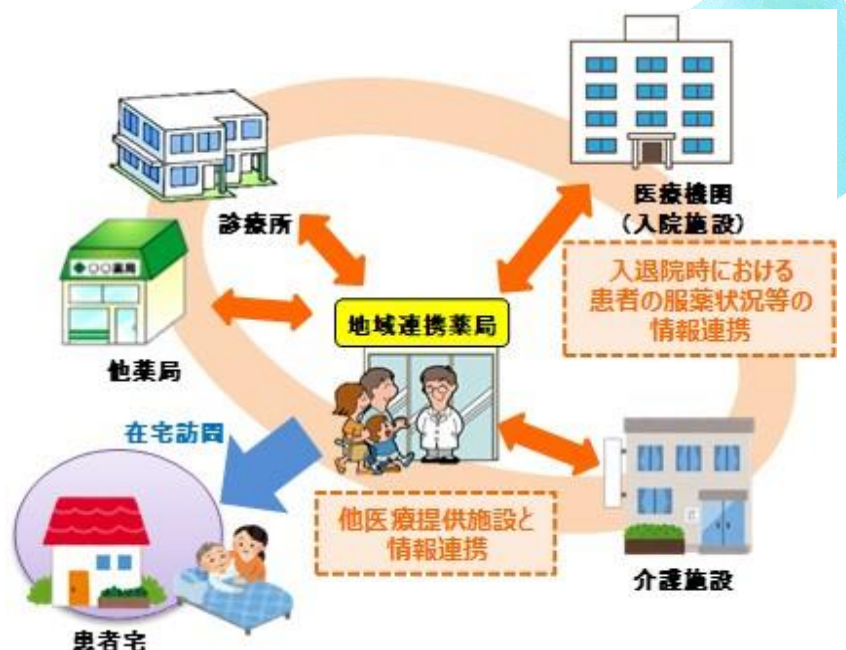 診療所
医療機関
（入院施設）
○○薬局
入退院時における
患者の服薬状況等の
情報連携
他薬局
地域連携薬局
在宅訪問
他医療提供施設と
情報連携
介護施設
患者宅